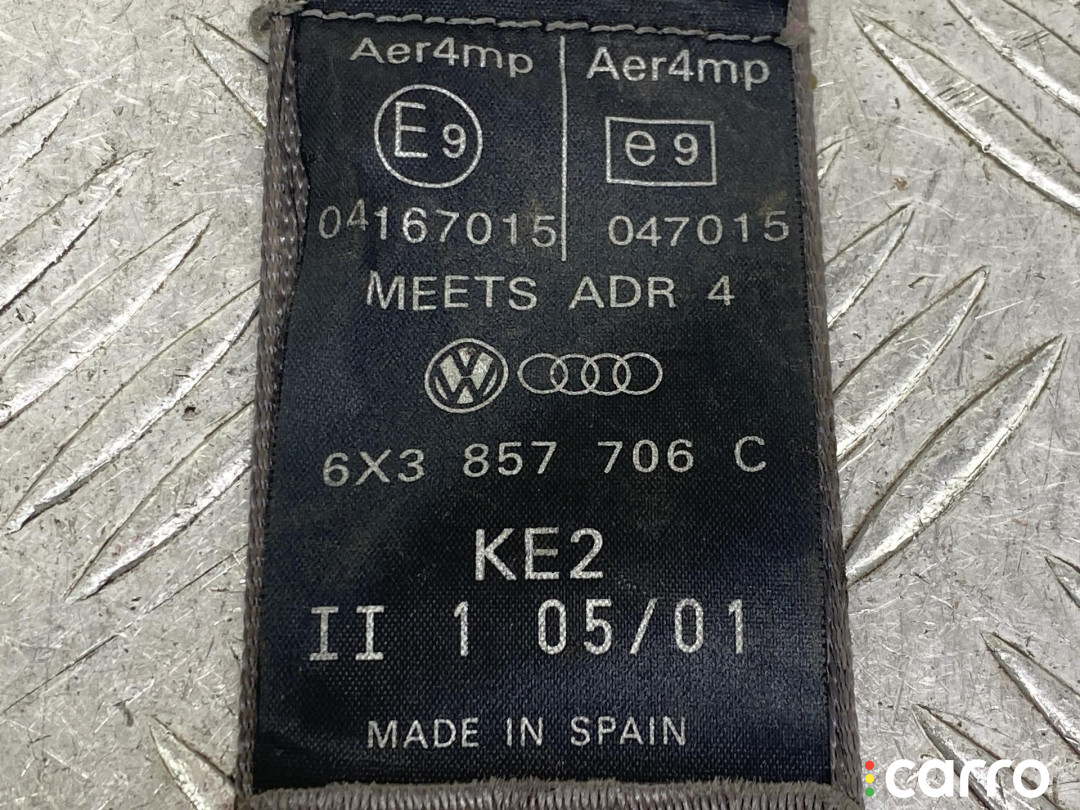 Aer4mp
E9
04167015
Aer4mp
e9
047015
MEETS ADR 4
VW
6X3 857 706 C
KE2
II 1 05/01
MADE IN SPAIN
carro